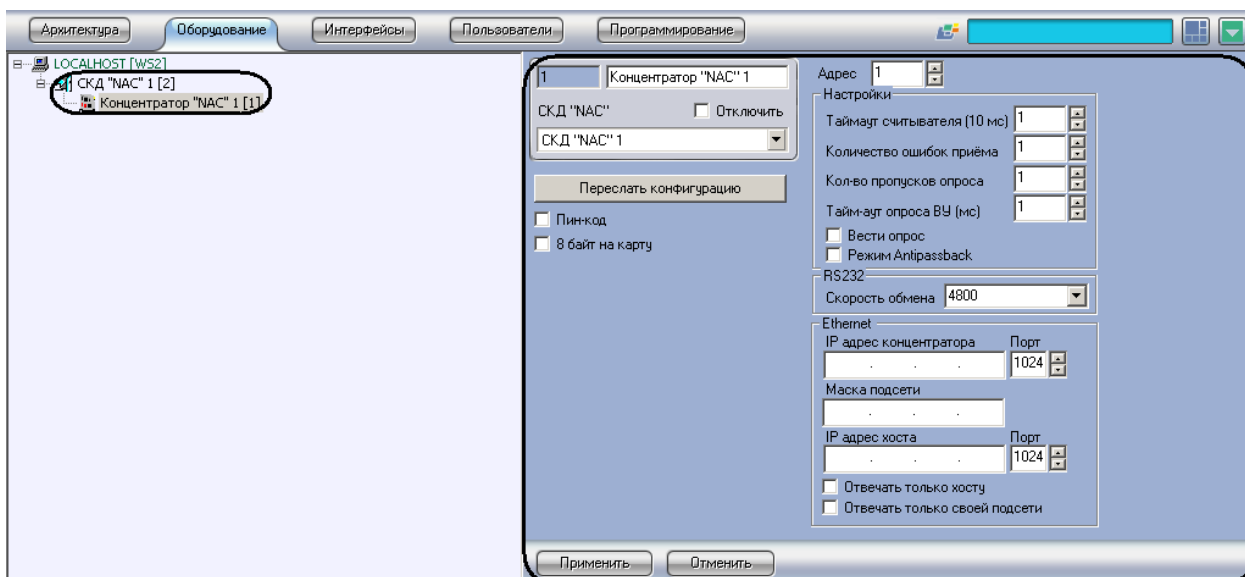 Архитектура
Оборудование
Интерфейсы
Пользователи
Программирование
LOCALHOST [WS2]
СКД "NAC" 1 [2]
Концентратор "NAC" 1 [1]
1
Концентратор "NAC" 1
СКД "NAC"
Отключить
СКД "NAC" 1
Переслать конфигурацию
Пин-код
8 байт на карту
Адрес 1
Настройки
Таймаут считывателя (10 мс) 1
Количество ошибок приёма 1
Кол-во пропусков опроса 1
Тайм-аут опроса ВУ (мс) 1
Вести опрос
Режим Antipassback
RS232
Скорость обмена 4800
Ethernet
IP адрес концентратора Порт
. . . 1024
Маска подсети
. . .
IP адрес хоста Порт
. . . 1024
Отвечать только хосту
Отвечать только своей подсети
Применить
Отменить